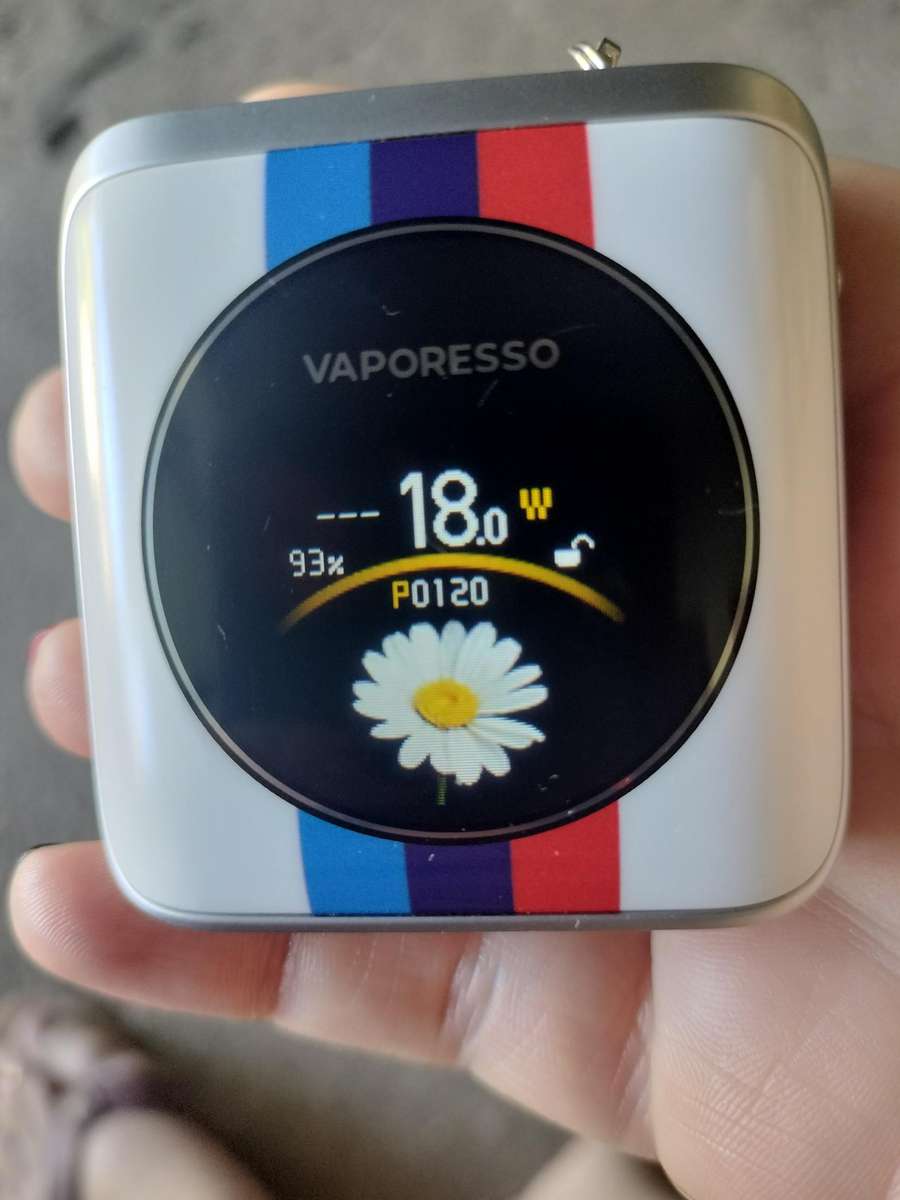 VAPORESSO
--- 18.0 W
93%
P0120